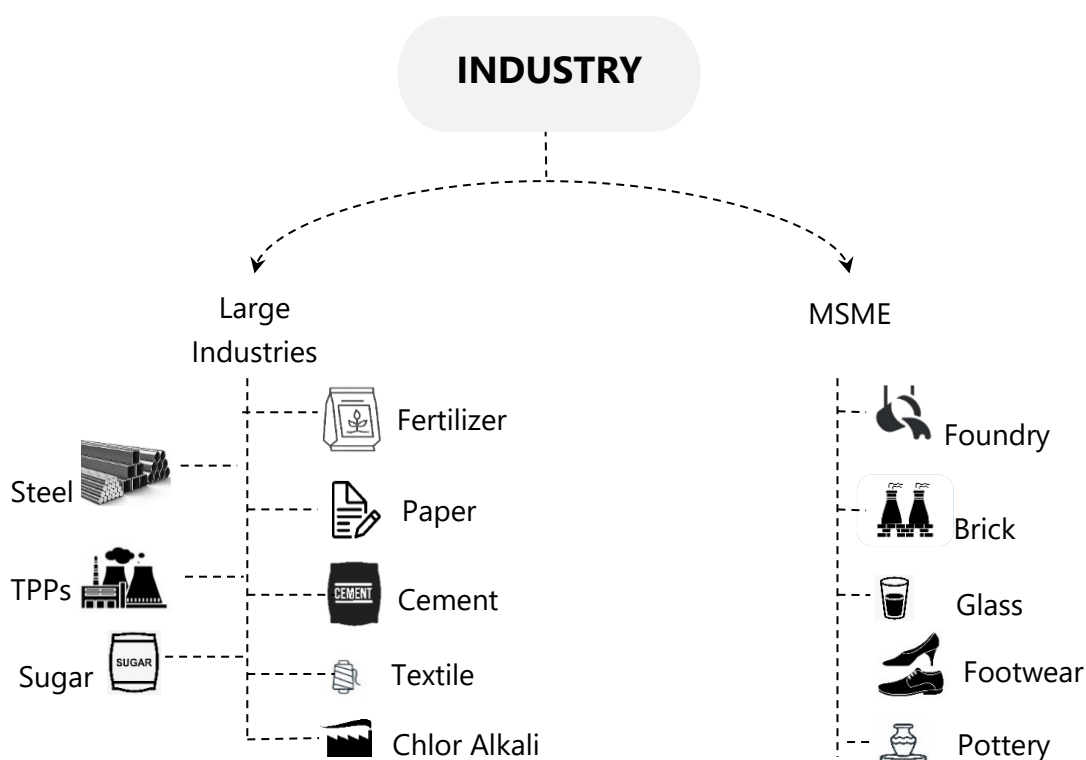 INDUSTRY
Large
Industries
MSME
Fertilizer
Foundry
Steel
Paper
Brick
TPPs
CEMENT
Cement
Glass
Sugar
SUGAR
Textile
Footwear
Chlor Alkali
Pottery